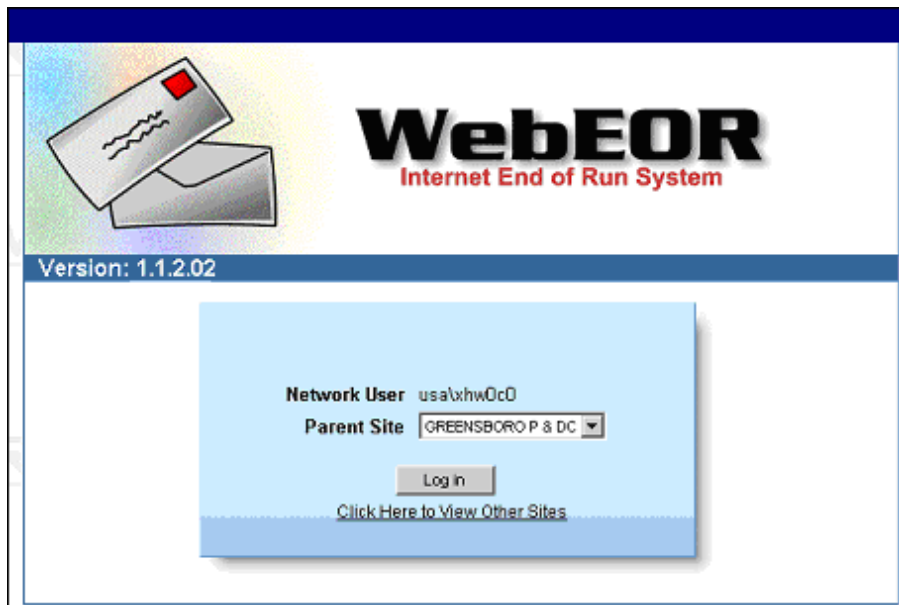 WebEOR
Internet End of Run System
Version: 1.1.2.02
Network User usa\xhw0c0
Parent Site GREENSBORO P & DC
Log In
Click Here to View Other Sites